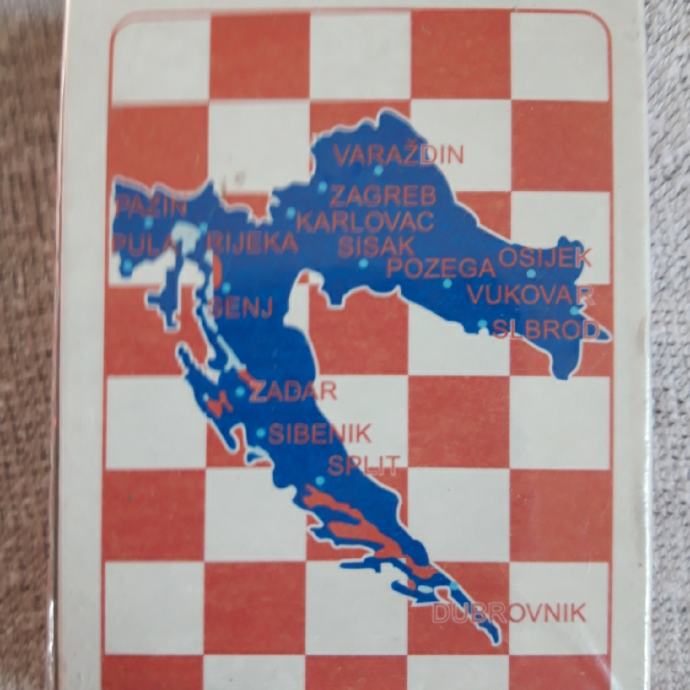 VARAŽDIN
ZAGREB
PAZIN
KARLOVAC
PULA
RIJEKA
SISAK
OSIJEK
POZEGA
VUKOVAR
SENJ
SLBROD
ZADAR
SIBENIK
SPLIT
DUBROVNIK